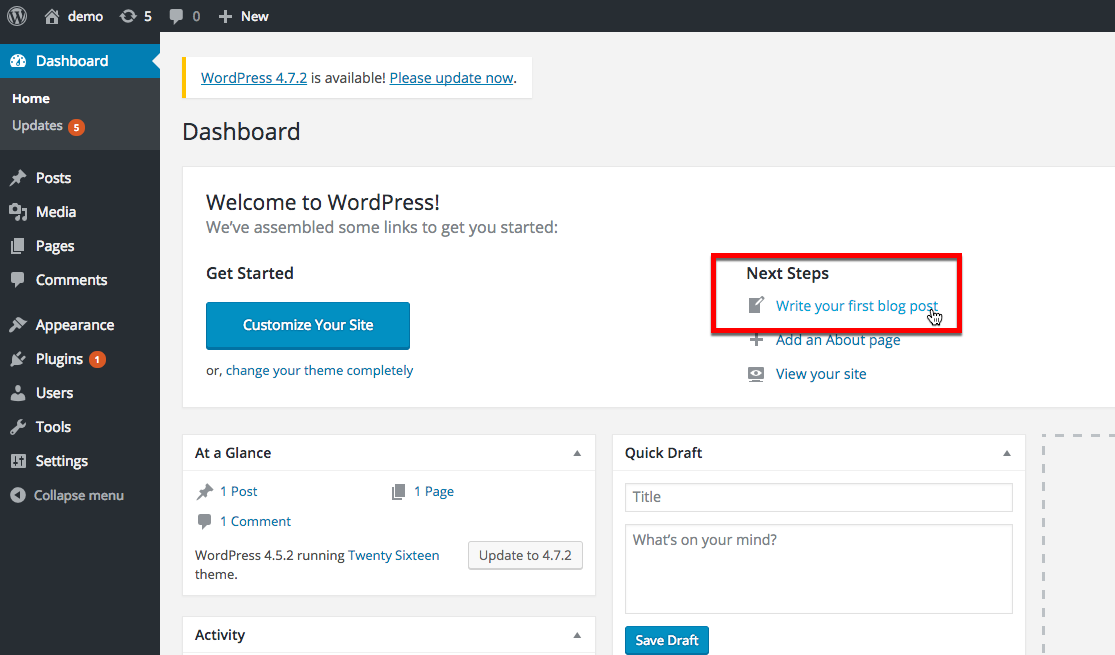 demo 5 0 New
Dashboard
Home
Updates 5
Posts
Media
Pages
Comments
Appearance
Plugins 1
Users
Tools
Settings
Collapse menu
WordPress 4.7.2 is available! Please update now.
Dashboard
Welcome to WordPress!
We've assembled some links to get you started:
Get Started
Customize Your Site
or, change your theme completely
Next Steps
Write your first blog post
Add an About page
View your site
At a Glance
1 Post 1 Page
1 Comment
WordPress 4.5.2 running Twenty Sixteen
theme.
Update to 4.7.2
Activity
Quick Draft
Title
What's on your mind?
Save Draft